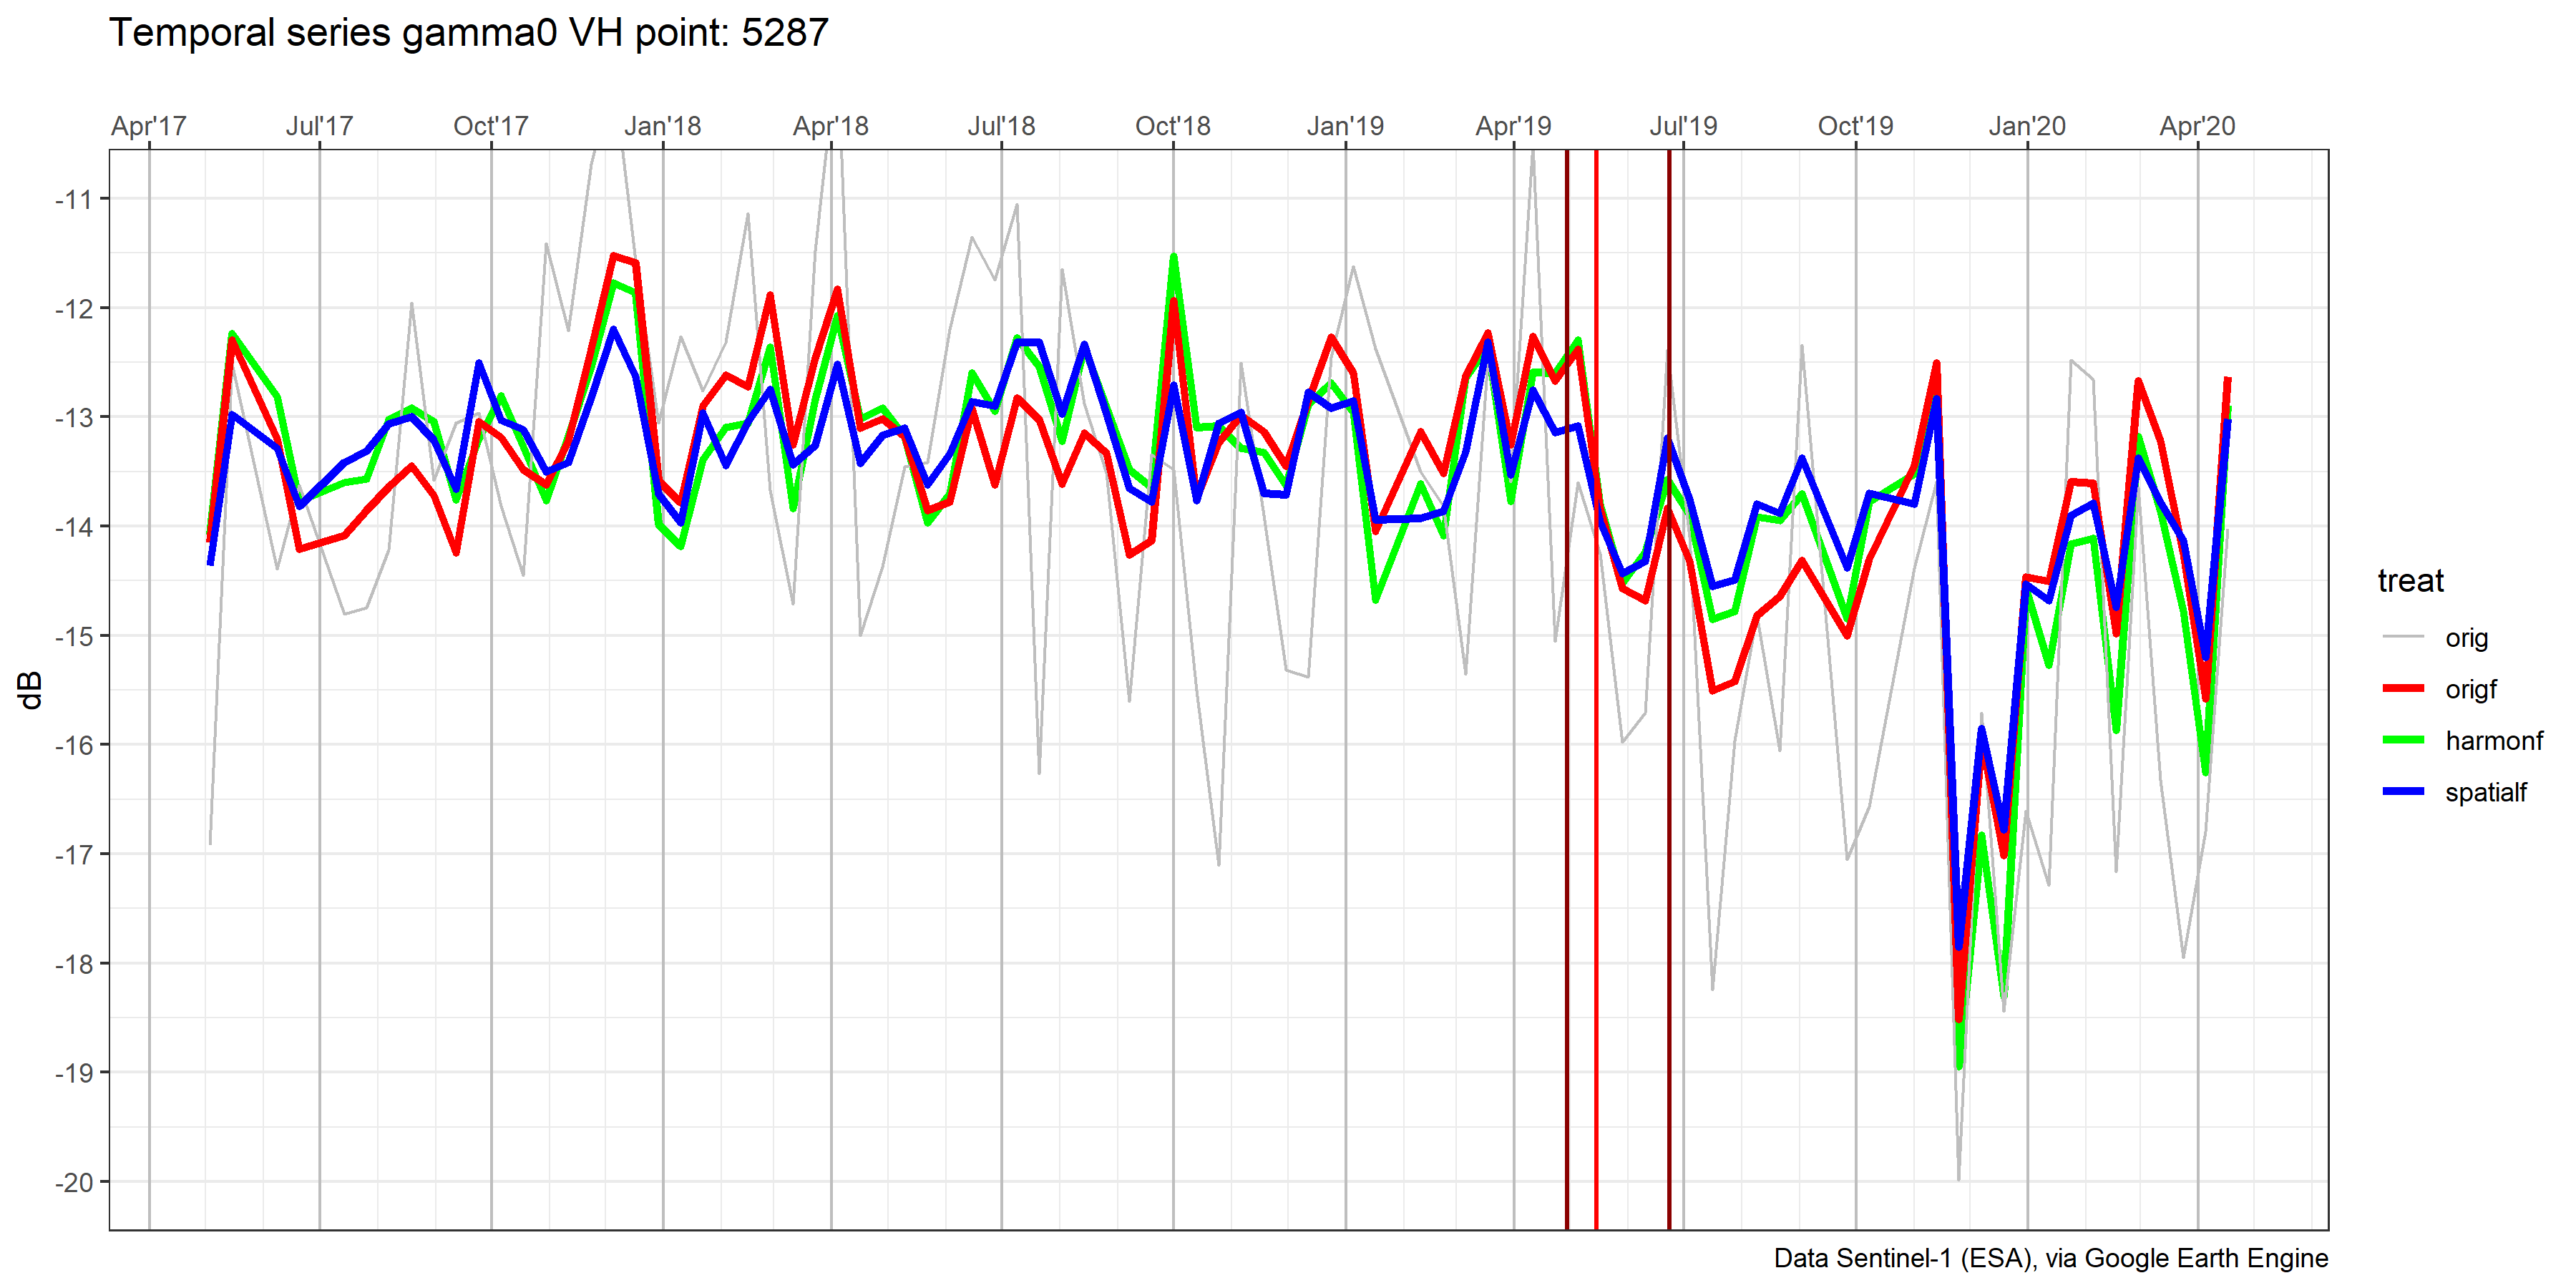 Temporal series gamma0 VH point: 5287
Apr'17 Jul'17 Oct'17 Jan'18 Apr'18 Jul'18 Oct'18 Jan'19 Apr'19 Jul'19 Oct'19 Jan'20 Apr'20
-11
-12
-13
-14
-15
-16
-17
-18
-19
-20
dB
treat
orig
origf
harmonf
spatialf
Data Sentinel-1 (ESA), via Google Earth Engine